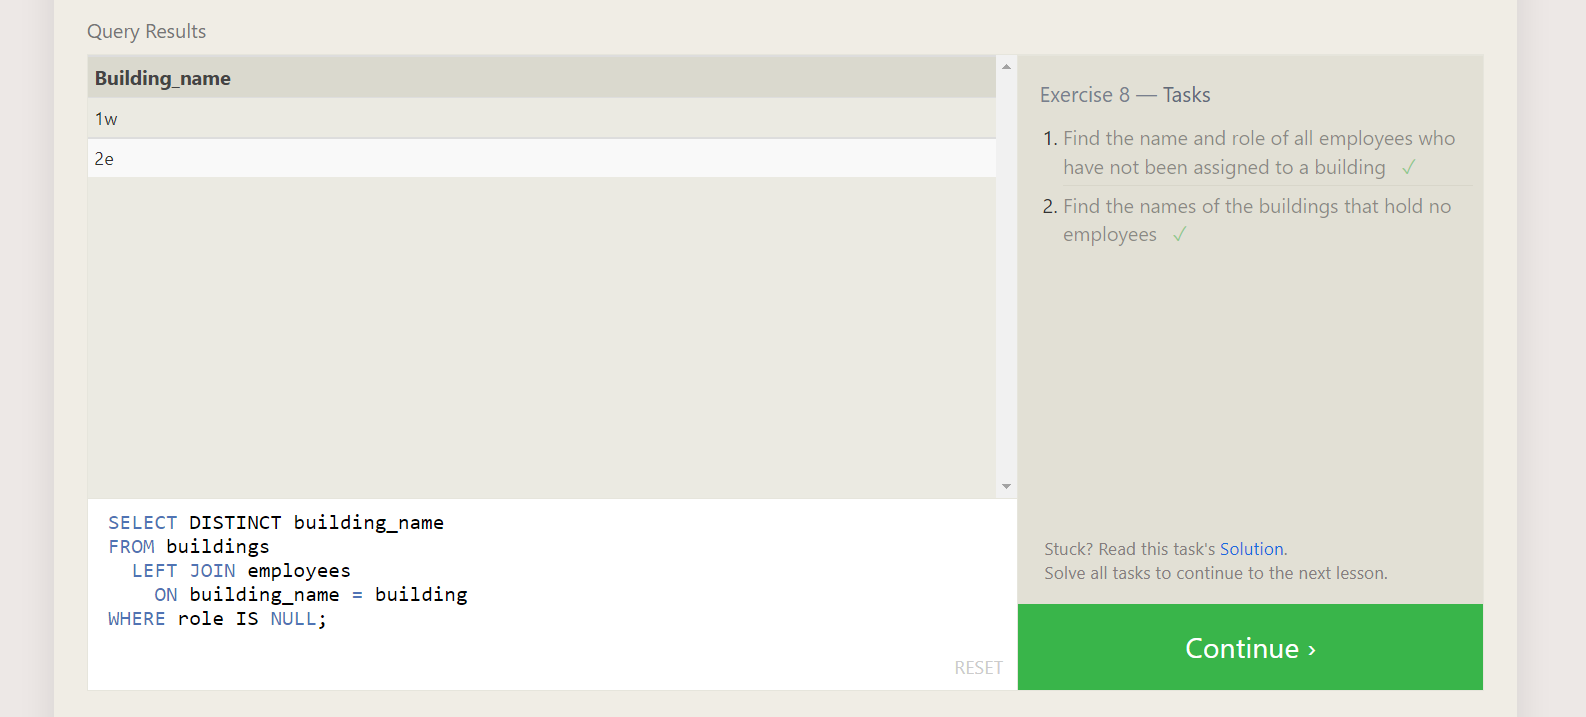 Query Results
Building_name
1w
2e
SELECT DISTINCT building_name
FROM buildings
  LEFT JOIN employees
    ON building_name = building
WHERE role IS NULL;
RESET
Exercise 8 — Tasks
1. Find the name and role of all employees who
have not been assigned to a building ✓
2. Find the names of the buildings that hold no
employees ✓
Stuck? Read this task's Solution.
Solve all tasks to continue to the next lesson.
Continue ›